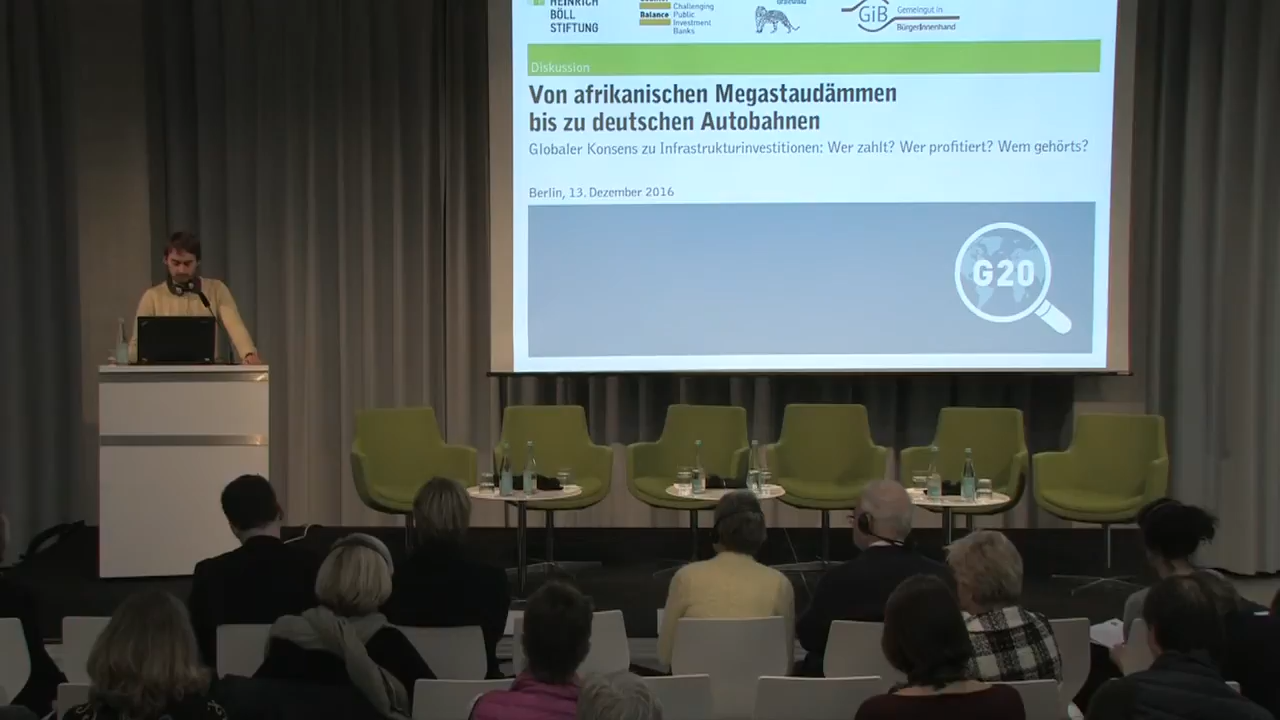 HEINRICH
BÖLL
STIFTUNG
Balance
Challenging
Public
Investment
Banks
GiB
Gemeingut in
BürgerInnenhand
Diskussion
Von afrikanischen Megastaudämmen
bis zu deutschen Autobahnen
Globaler Konsens zu Infrastrukturinvestitionen: Wer zahlt? Wer profitiert? Wem gehörts?
Berlin, 13. Dezember 2016
G20